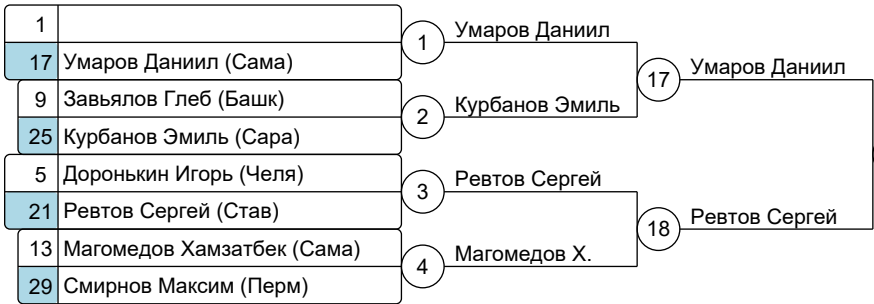 1
17 Умаров Даниил (Сама)
9 Завьялов Глеб (Башк)
25 Курбанов Эмиль (Сара)
5 Доронькин Игорь (Челя)
21 Ревтов Сергей (Став)
13 Магомедов Хамзатбек (Сама)
29 Смирнов Максим (Перм)
1 Умаров Даниил
2 Курбанов Эмиль
3 Ревтов Сергей
4 Магомедов Х.
17 Умаров Даниил
18 Ревтов Сергей